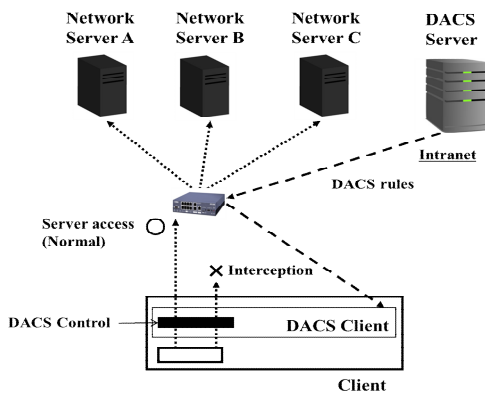 Network
Server A
Network
Server B
Network
Server C
DACS
Server
Intranet
DACS rules
Server access
(Normal)
Interception
DACS Control
DACS Client
Client